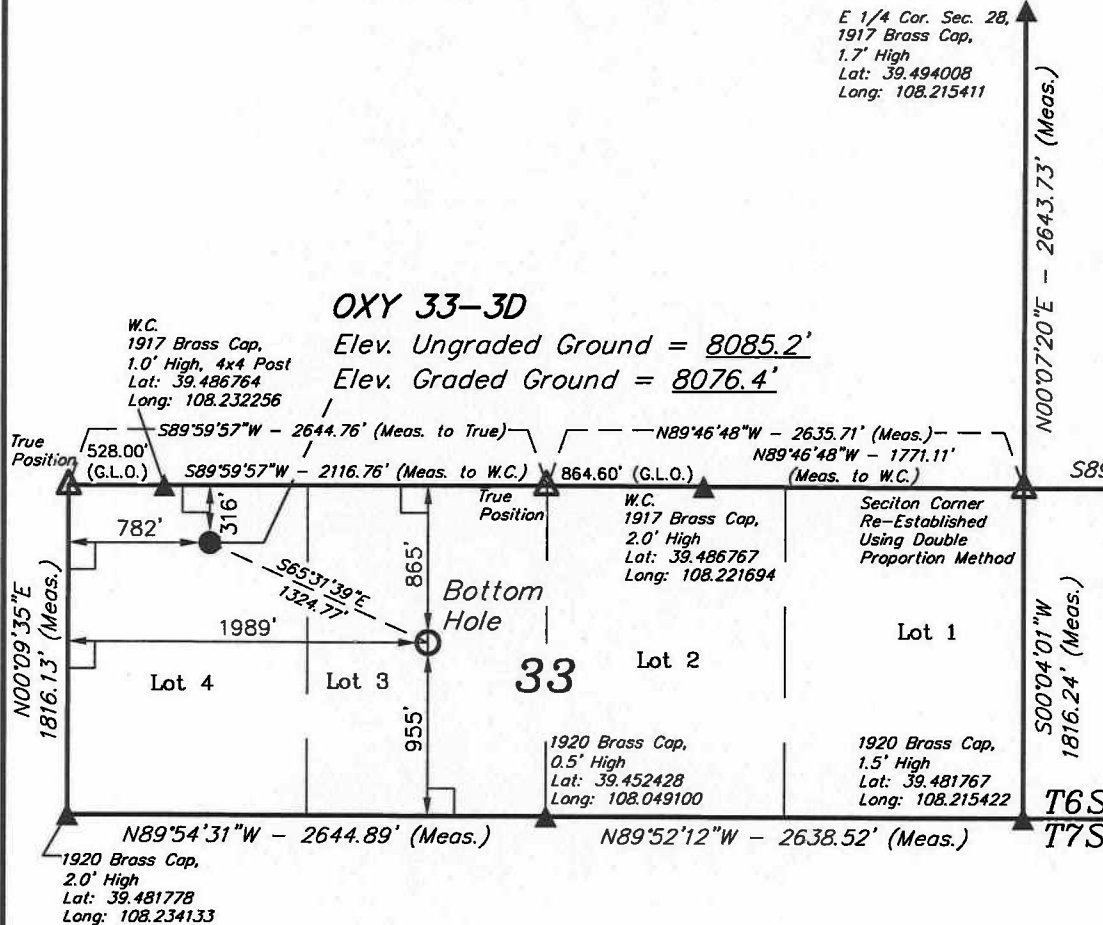 E 1/4 Cor. Sec. 28,
1917 Brass Cap,
1.7' High
Lat: 39.494008
Long: 108.215411
N00°07'20"E - 2643.73' (Meas.)
OXY 33-3D
Elev. Ungraded Ground = 8085.2'
Elev. Graded Ground = 8076.4'
W.C.
1917 Brass Cap,
1.0' High, 4x4 Post
Lat: 39.486764
Long: 108.232256
True
Position
528.00'
(G.L.O.)
S89°59'57"W - 2644.76' (Meas. to True)
S89°59'57"W - 2116.76' (Meas. to W.C.)
N89°46'48"W - 2635.71' (Meas.)
N89°46'48"W - 1771.11'
(Meas. to W.C.)
864.60' (G.L.O.)
S89
True
Position
W.C.
1917 Brass Cap,
2.0' High
Lat: 39.486767
Long: 108.221694
Seciton Corner
Re-Established
Using Double
Proportion Method
782'
316'
S65°31'39"E
1324.77'
865'
Bottom
Hole
1989'
955'
N00°09'35"E
1816.13' (Meas.)
Lot 4
Lot 3
33
Lot 2
Lot 1
S00°04'01"W
1816.24' (Meas.)
1920 Brass Cap,
0.5' High
Lat: 39.452428
Long: 108.049100
1920 Brass Cap,
1.5' High
Lat: 39.481767
Long: 108.215422
T6S
T7S
N89°54'31"W - 2644.89' (Meas.)
N89°52'12"W - 2638.52' (Meas.)
1920 Brass Cap,
2.0' High
Lat: 39.481778
Long: 108.234133